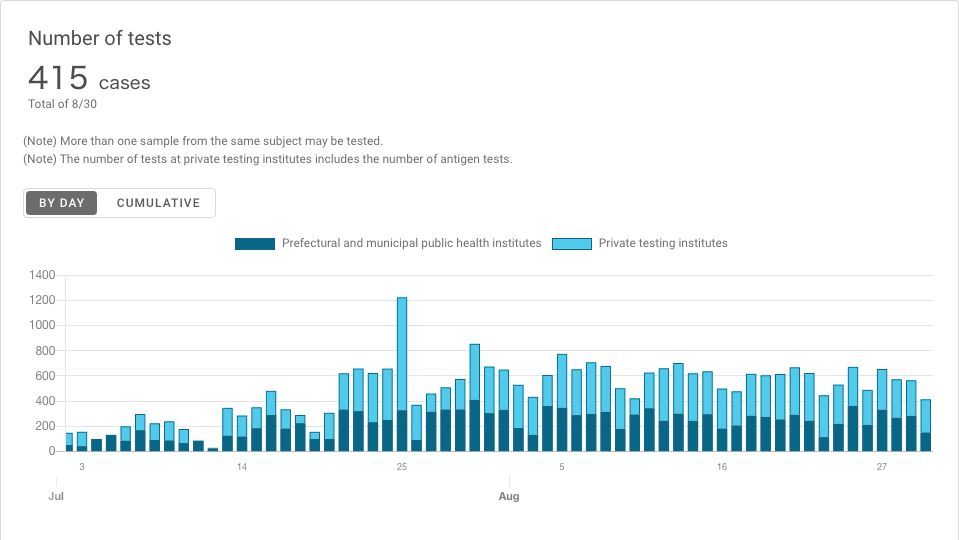 Number of tests
415 cases
Total of 8/30
(Note) More than one sample from the same subject may be tested.
(Note) The number of tests at private testing institutes includes the number of antigen tests.
BY DAY CUMULATIVE
Prefectural and municipal public health institutes Private testing institutes
1400
1200
1000
800
600
400
200
0
3 14 25 5 16 27
Jul Aug